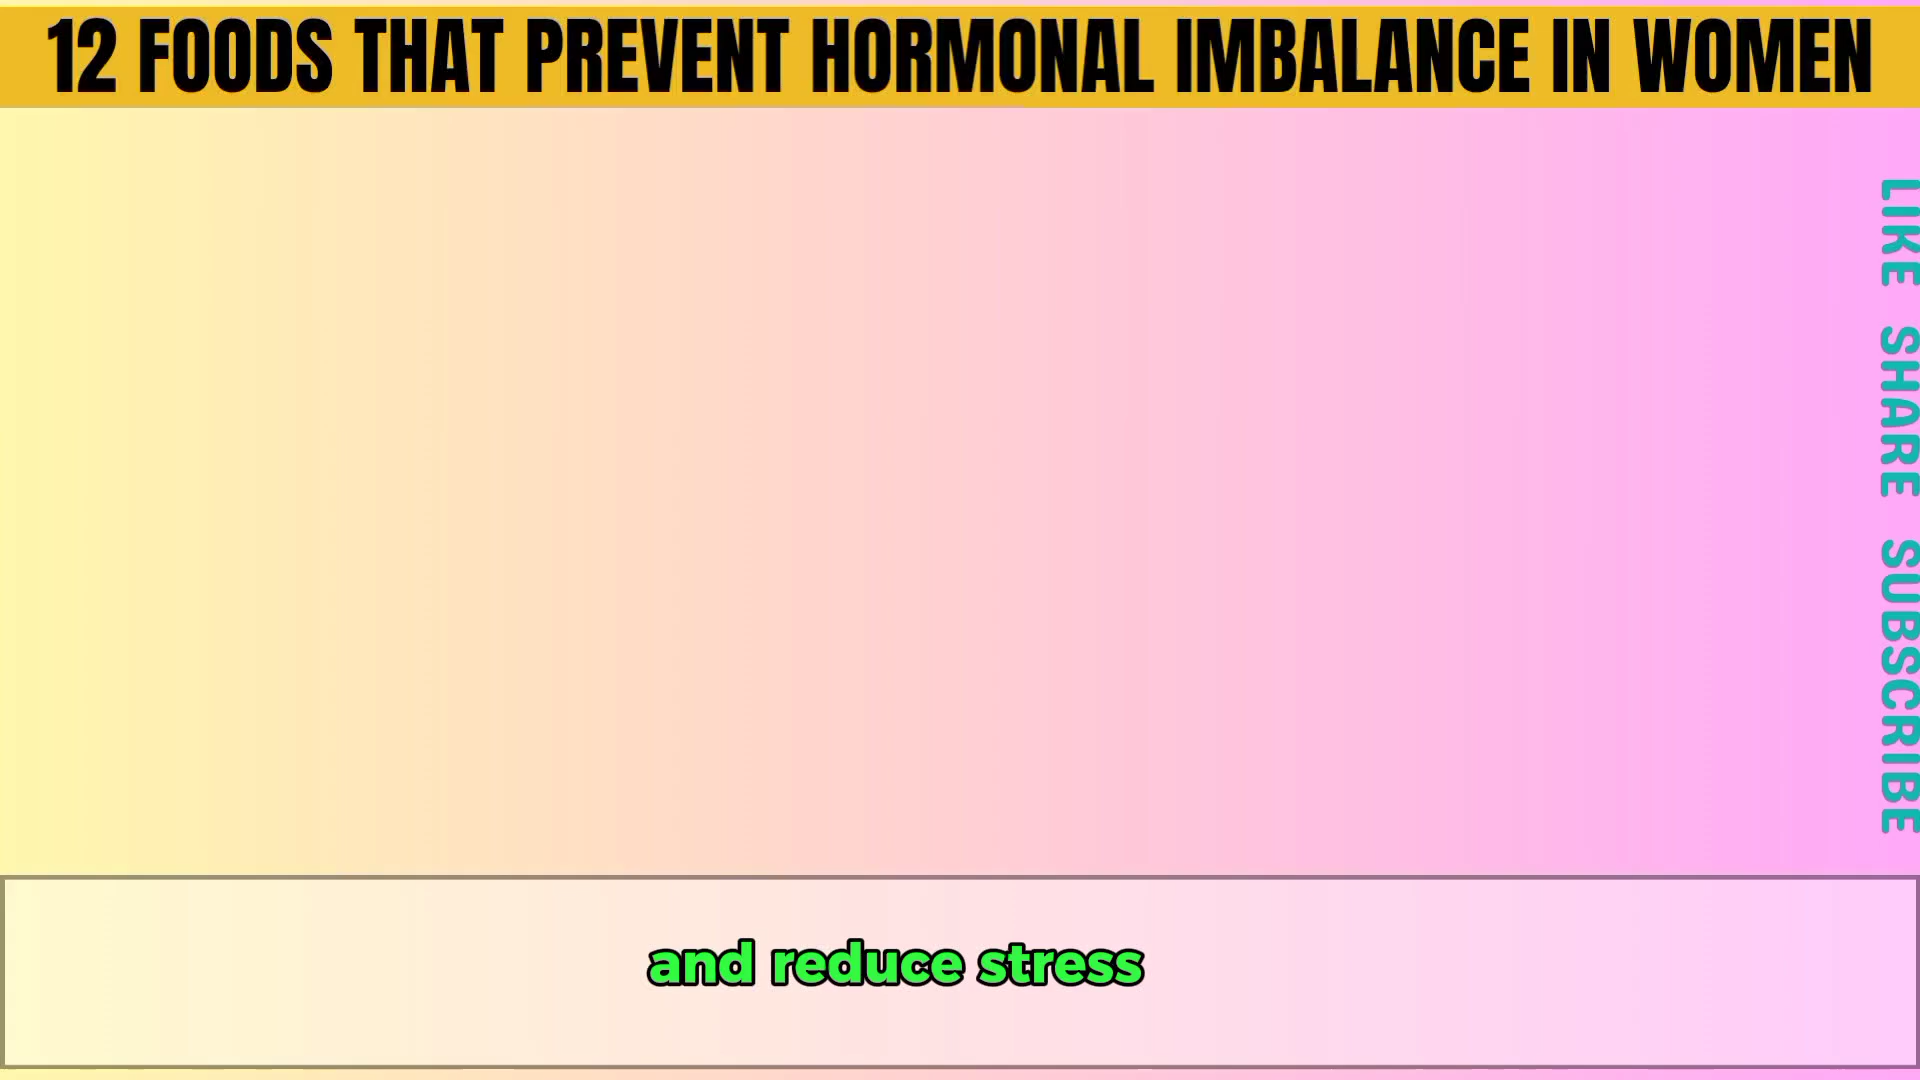 12 FOODS THAT PREVENT HORMONAL IMBALANCE IN WOMEN
LIKE SHARE SUBSCRIBE
and reduce stress